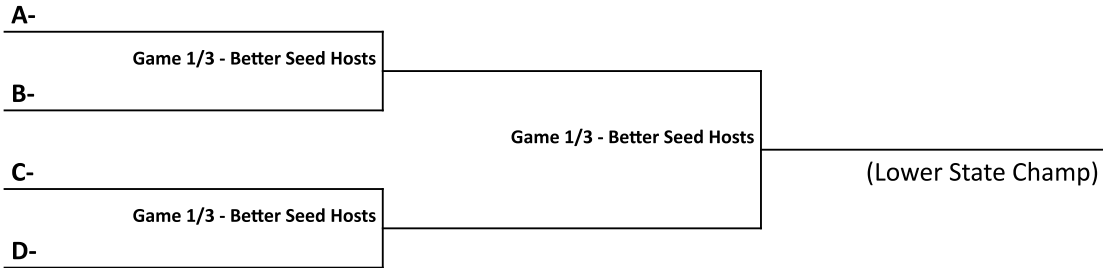 A-
Game 1/3 - Better Seed Hosts
B-
Game 1/3 - Better Seed Hosts
(Lower State Champ)
C-
Game 1/3 - Better Seed Hosts
D-